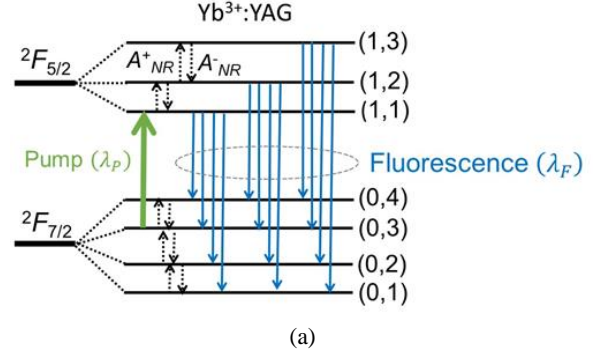 Yb³⁺:YAG
²F₅/₂
A⁺NR
A⁻NR
(1,3)
(1,2)
(1,1)
Pump (λP)
Fluorescence (λF)
²F₇/₂
(0,4)
(0,3)
(0,2)
(0,1)
(a)